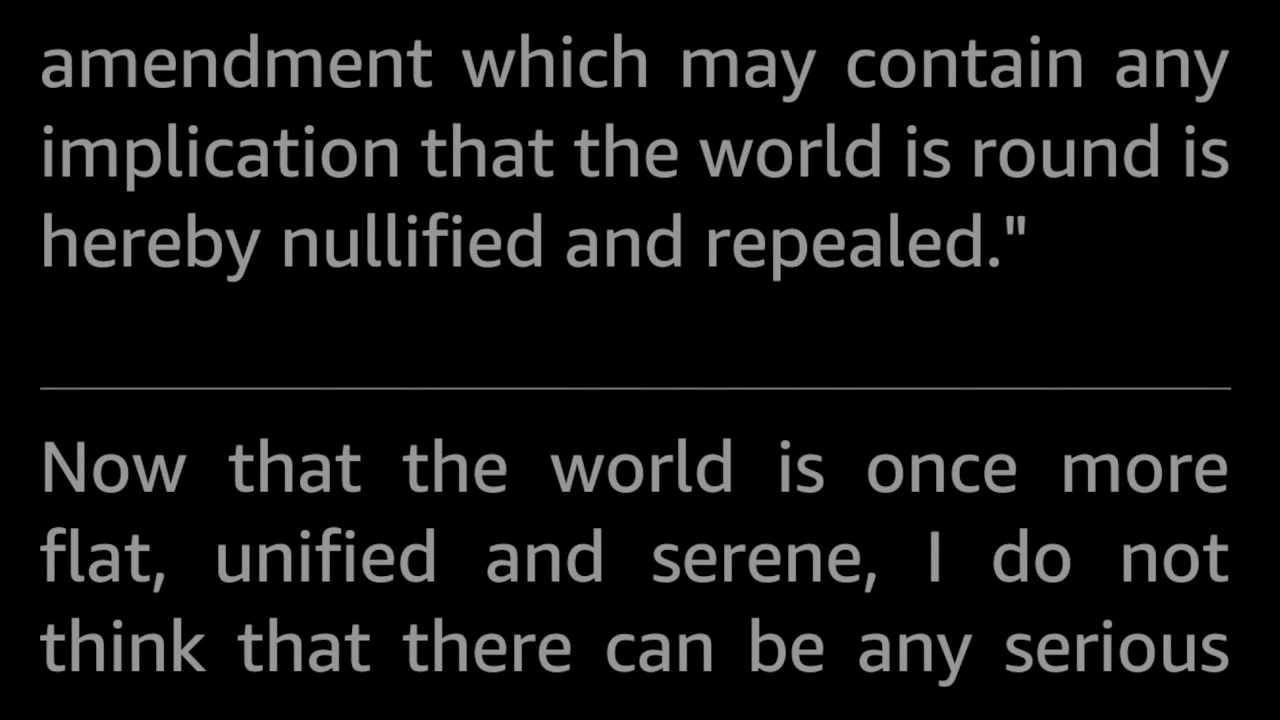 amendment which may contain any
implication that the world is round is
hereby nullified and repealed."
Now that the world is once more
flat, unified and serene, I do not
think that there can be any serious